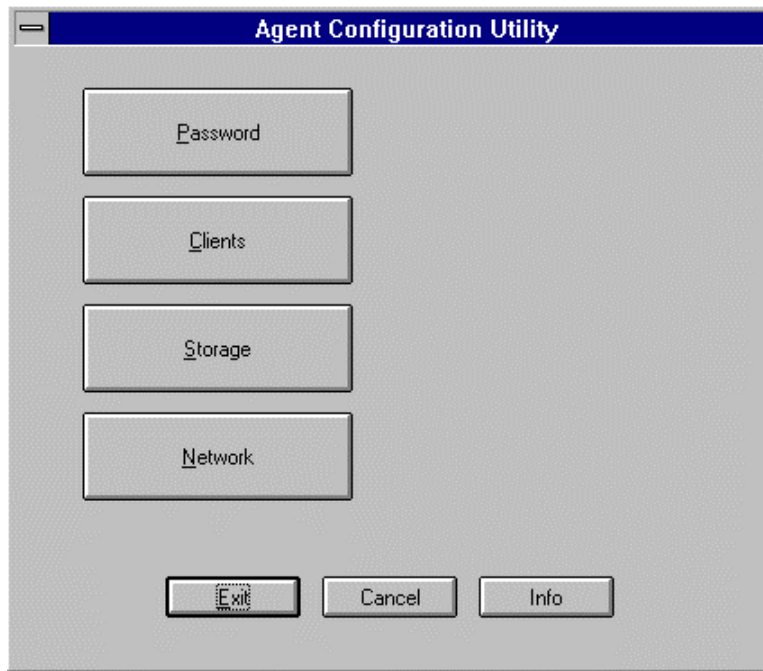 Agent Configuration Utility
Password
Clients
Storage
Network
Exit Cancel Info